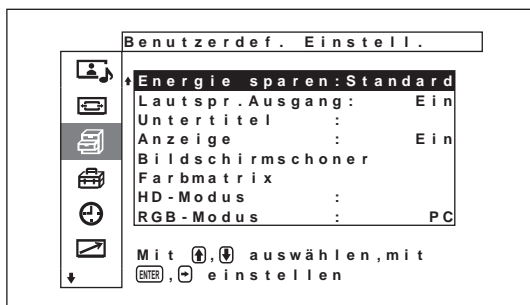 Benutzerdef. Einstell.
Energie sparen:Standard
Lautspr.Ausgang: Ein
Untertitel :
Anzeige : Ein
Bildschirmschoner
Farbmatrix
HD-Modus :
RGB-Modus : PC
Mit ↑,↓ auswählen,mit
ENTER,→ einstellen